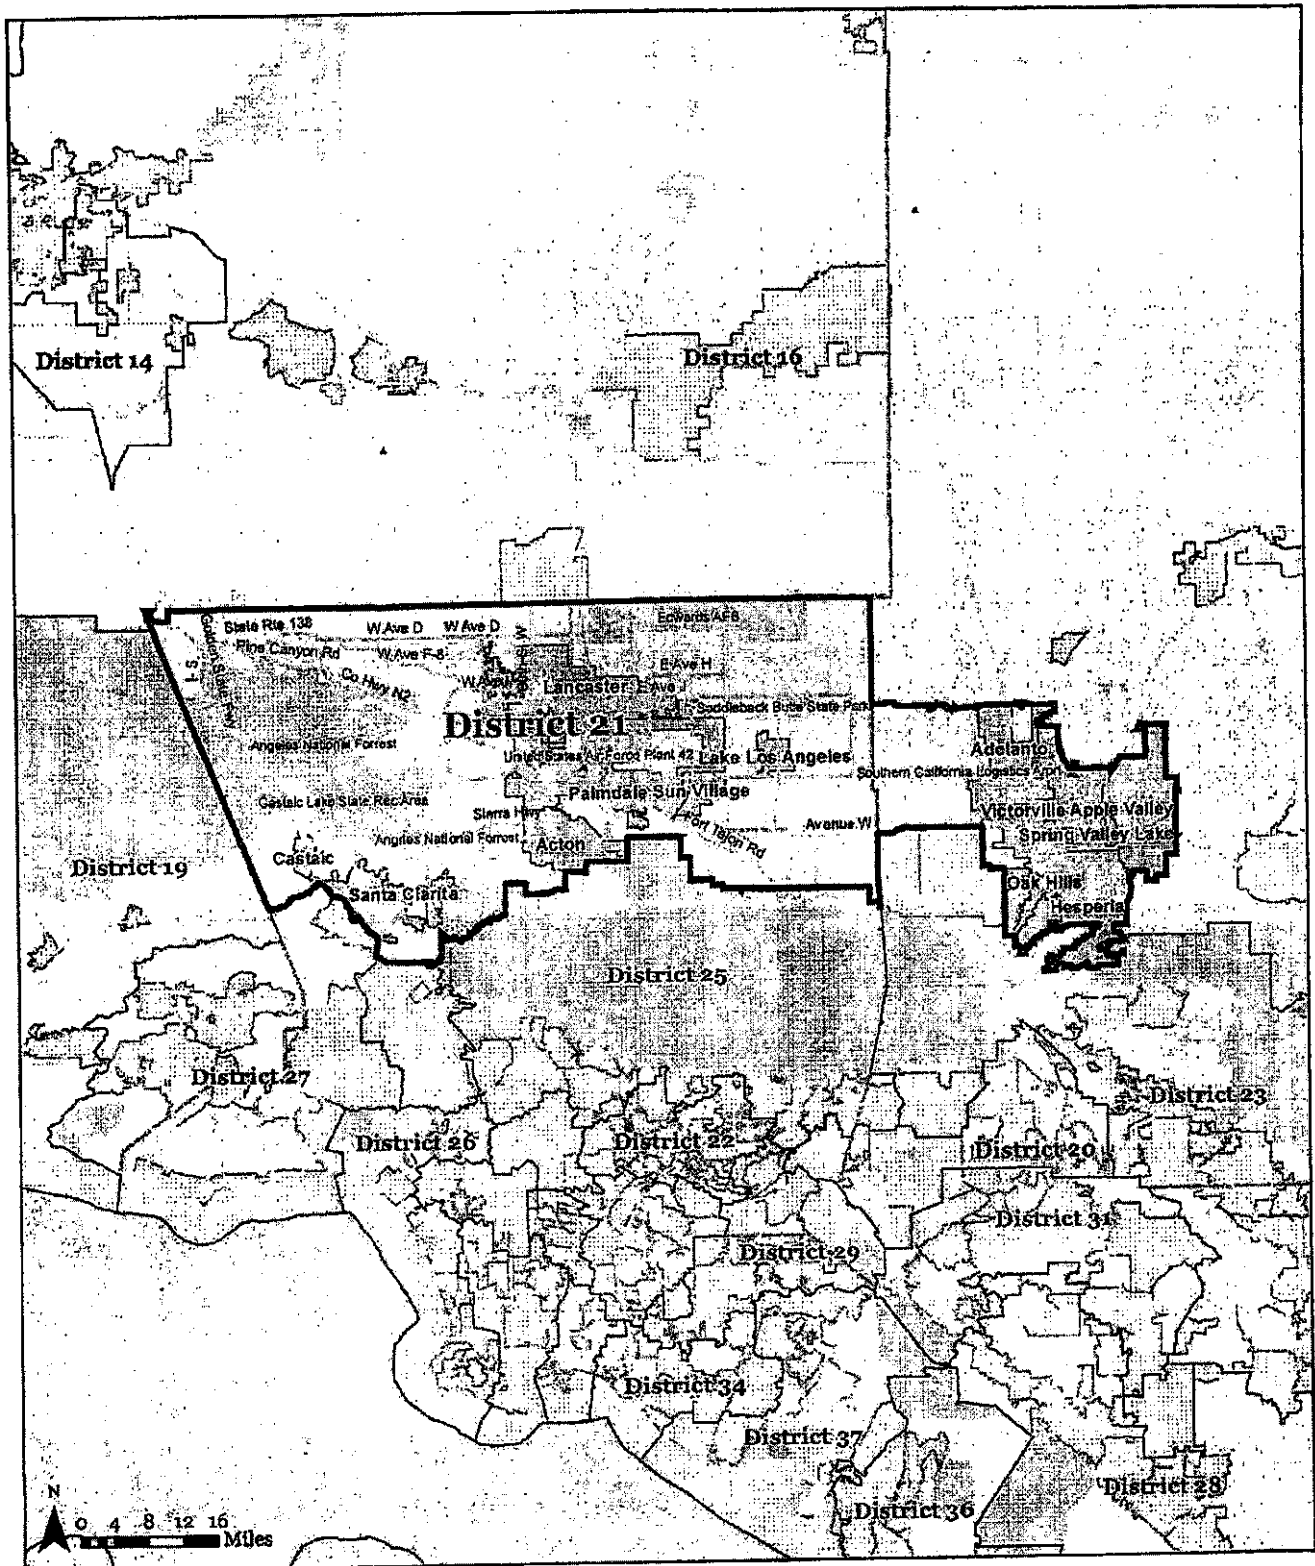 District 14
District 16
State Rte 138
W Ave D
W Ave D
Edwards AFB
Golden State Hwy
Pine Canyon Rd
W Ave F-8
E Ave H
I-5
Co Hwy N2
Lancaster
E Ave J
Saddleback Butte State Park
District 21
Angeles National Forrest
United States Air Force Plant 42
Lake Los Angeles
Adelanto
Southern California Logistics Arprt
Castaic Lake State Rec Area
Palmdale
Sun Village
Victorville
Apple Valley
Sierra Hwy
Avenue W
Spring Valley Lake
Angeles National Forrest
Acton
Fort Tejon Rd
District 19
Castaic
Santa Clarita
Oak Hills
Hesperia
District 25
District 27
District 23
District 26
District 22
District 20
District 31
District 29
District 34
District 37
District 36
District 28
N
0 4 8 12 16
Miles